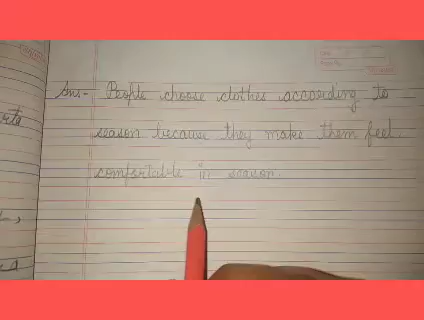 Ans- People choose clothes according to
season because they make them feel
comfortable in season.